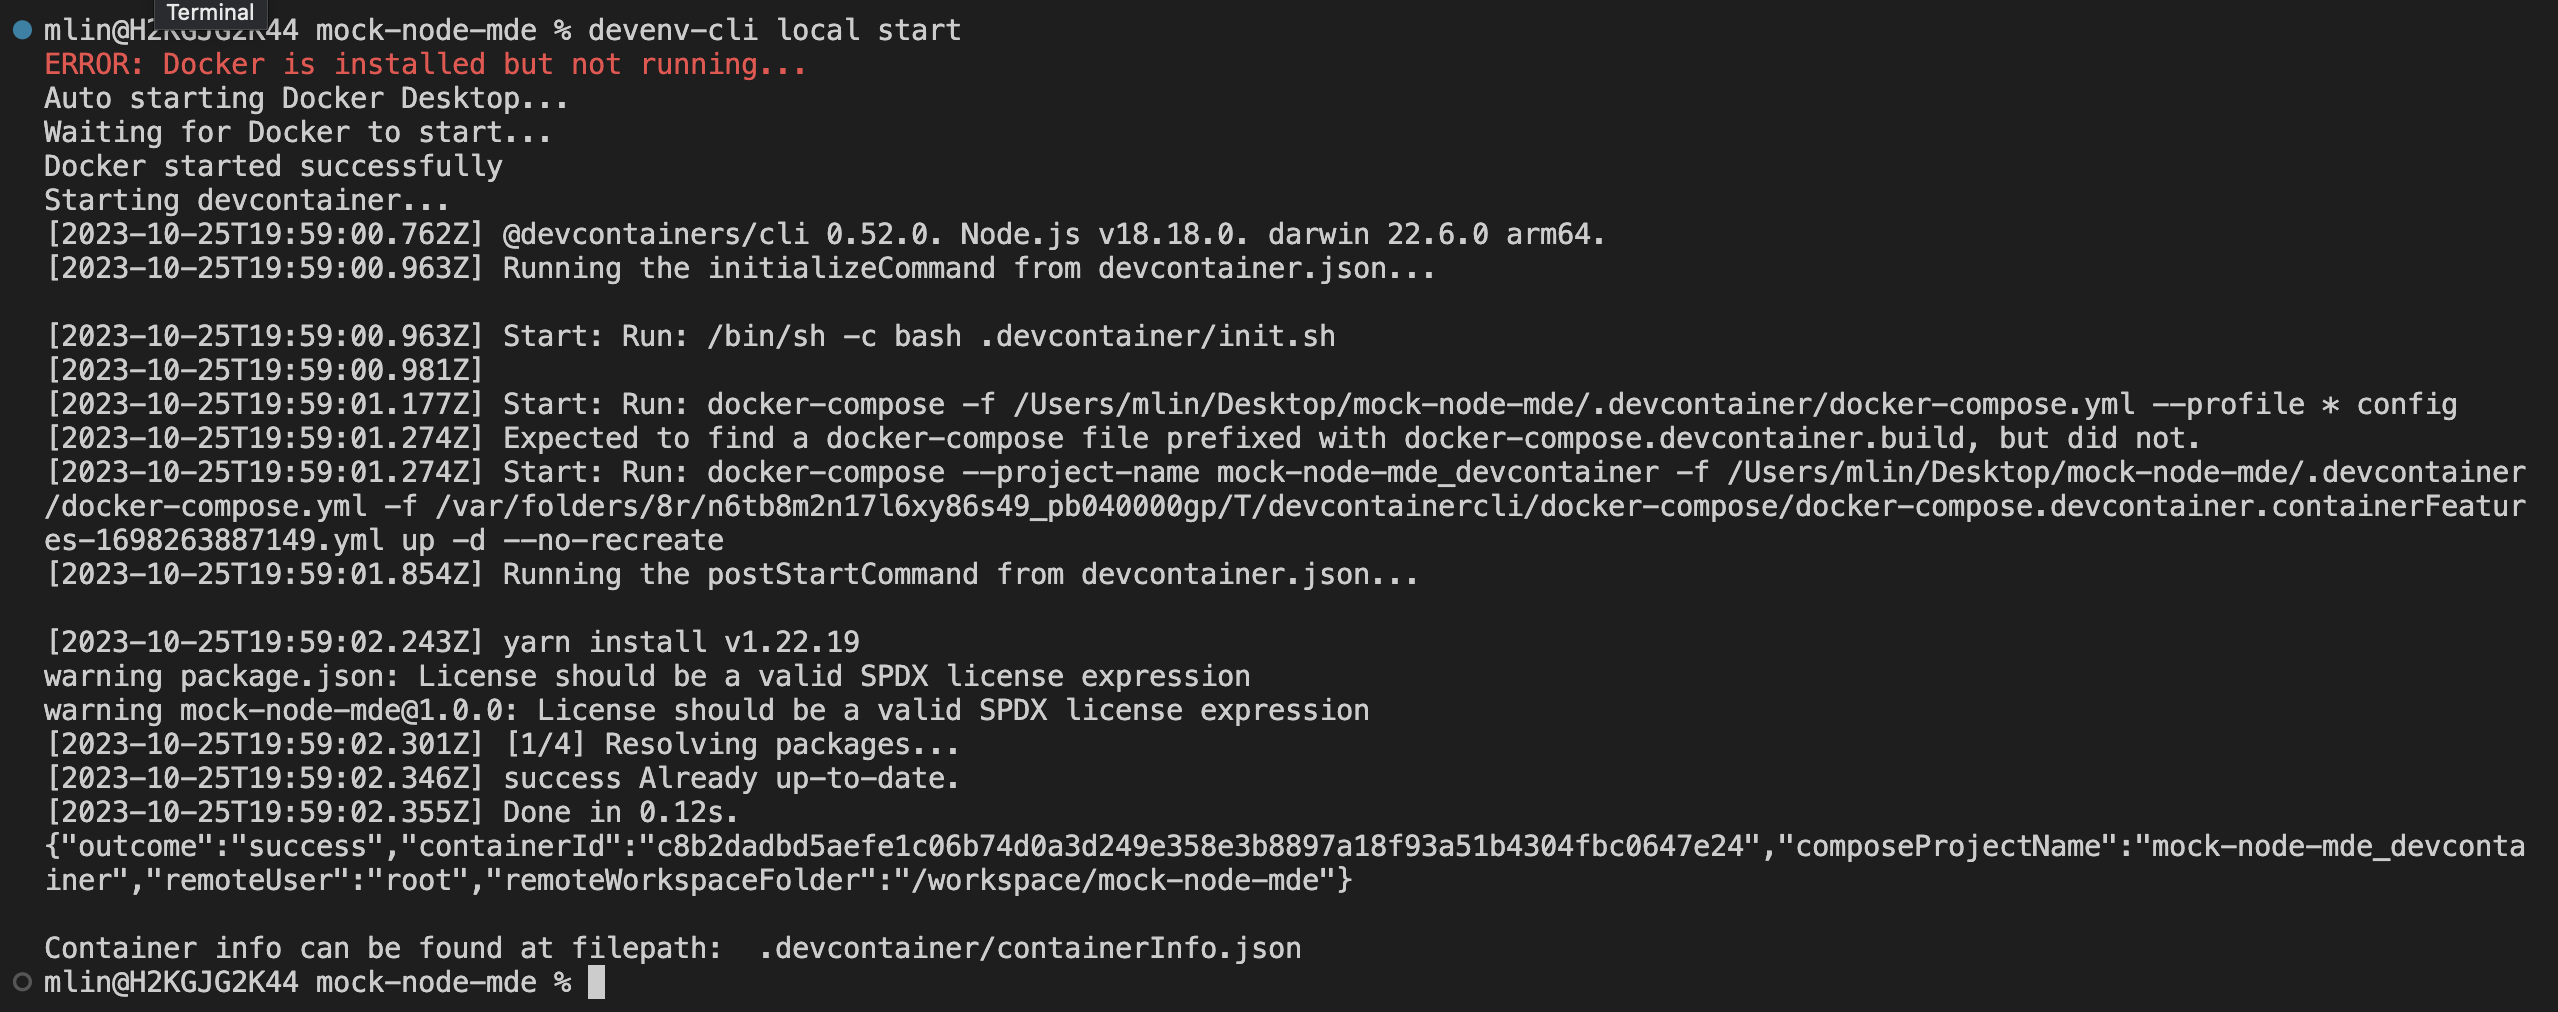 Terminal
mlin@H2KGJG2K44 mock-node-mde % devenv-cli local start
ERROR: Docker is installed but not running...
Auto starting Docker Desktop...
Waiting for Docker to start...
Docker started successfully
Starting devcontainer...
[2023-10-25T19:59:00.762Z] @devcontainers/cli 0.52.0. Node.js v18.18.0. darwin 22.6.0 arm64.
[2023-10-25T19:59:00.963Z] Running the initializeCommand from devcontainer.json...
[2023-10-25T19:59:00.963Z] Start: Run: /bin/sh -c bash .devcontainer/init.sh
[2023-10-25T19:59:00.981Z]
[2023-10-25T19:59:01.177Z] Start: Run: docker-compose -f /Users/mlin/Desktop/mock-node-mde/.devcontainer/docker-compose.yml --profile * config
[2023-10-25T19:59:01.274Z] Expected to find a docker-compose file prefixed with docker-compose.devcontainer.build, but did not.
[2023-10-25T19:59:01.274Z] Start: Run: docker-compose --project-name mock-node-mde_devcontainer -f /Users/mlin/Desktop/mock-node-mde/.devcontainer
/docker-compose.yml -f /var/folders/8r/n6tb8m2n17l6xy86s49_pb040000gp/T/devcontainercli/docker-compose/docker-compose.devcontainer.containerFeatur
es-1698263887149.yml up -d --no-recreate
[2023-10-25T19:59:01.854Z] Running the postStartCommand from devcontainer.json...
[2023-10-25T19:59:02.243Z] yarn install v1.22.19
warning package.json: License should be a valid SPDX license expression
warning mock-node-mde@1.0.0: License should be a valid SPDX license expression
[2023-10-25T19:59:02.301Z] [1/4] Resolving packages...
[2023-10-25T19:59:02.346Z] success Already up-to-date.
[2023-10-25T19:59:02.355Z] Done in 0.12s.
{"outcome":"success","containerId":"c8b2dadbd5aefe1c06b74d0a3d249e358e3b8897a18f93a51b4304fbc0647e24","composeProjectName":"mock-node-mde_devconta
iner","remoteUser":"root","remoteWorkspaceFolder":"/workspace/mock-node-mde"}
Container info can be found at filepath:  .devcontainer/containerInfo.json
mlin@H2KGJG2K44 mock-node-mde %